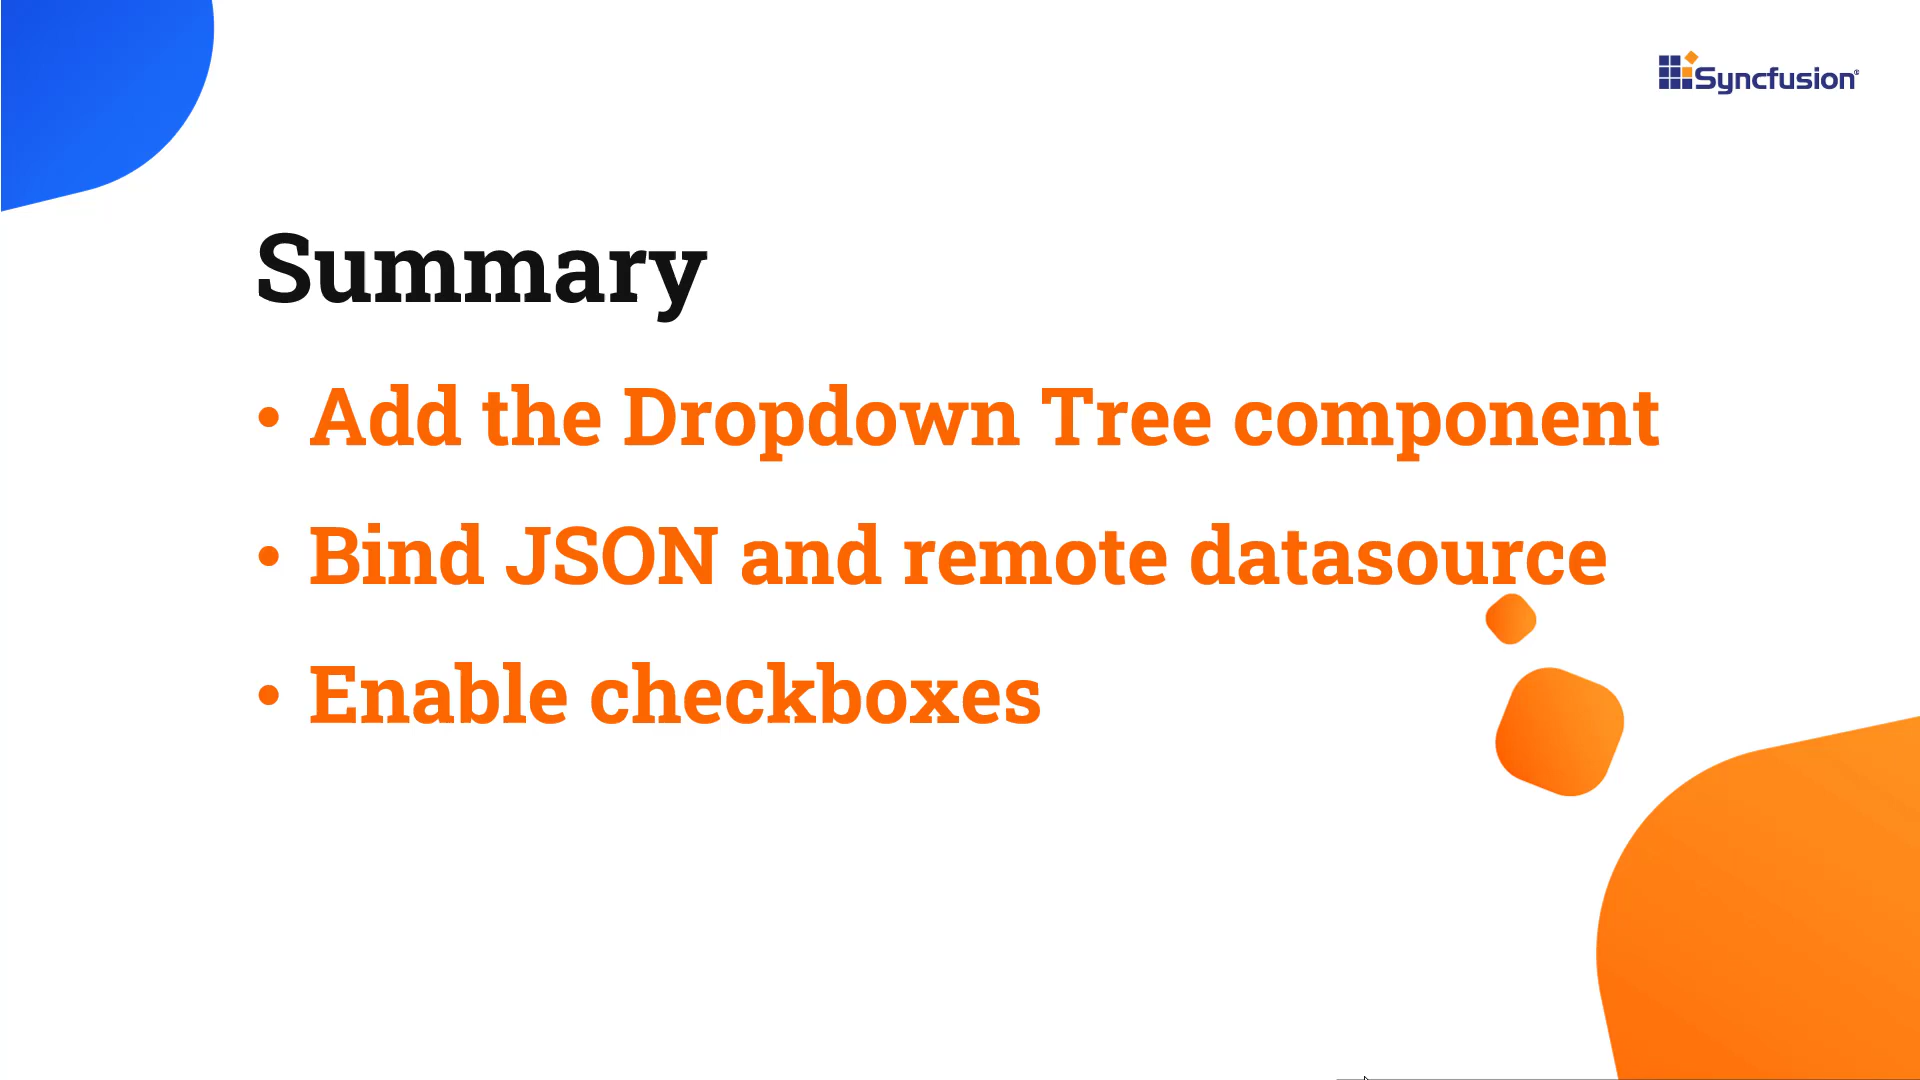 Syncfusion®
Summary
• Add the Dropdown Tree component
• Bind JSON and remote datasource
• Enable checkboxes